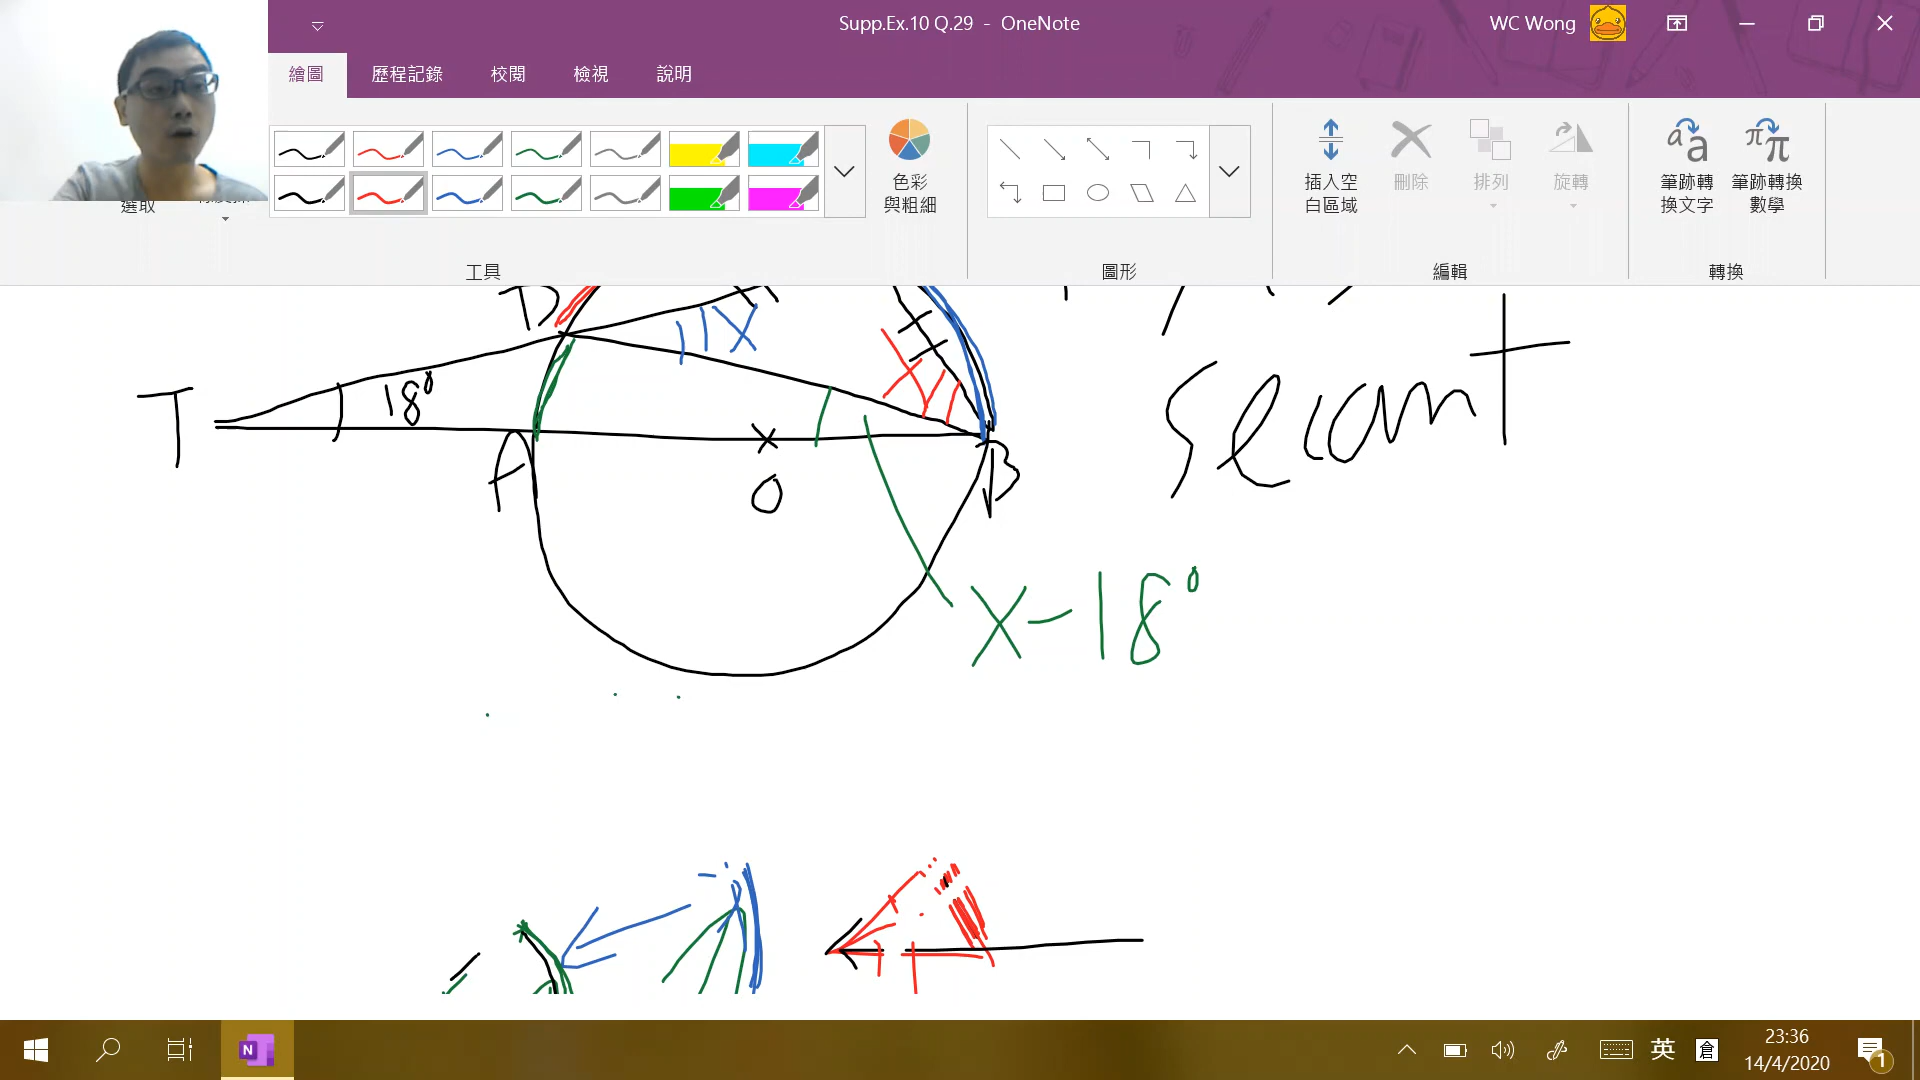 Supp.Ex.10 Q.29 - OneNote
WC Wong
繪圖 歷程記錄 校閱 檢視 說明
選取
色彩
與粗細
插入空
白區域
刪除
排列
旋轉
筆跡轉
換文字
筆跡轉換
數學
工具
圖形
編輯
轉換
D
x
18°
T
A
O
B
secant
x-18°
N
英
倉
23:36
14/4/2020
1